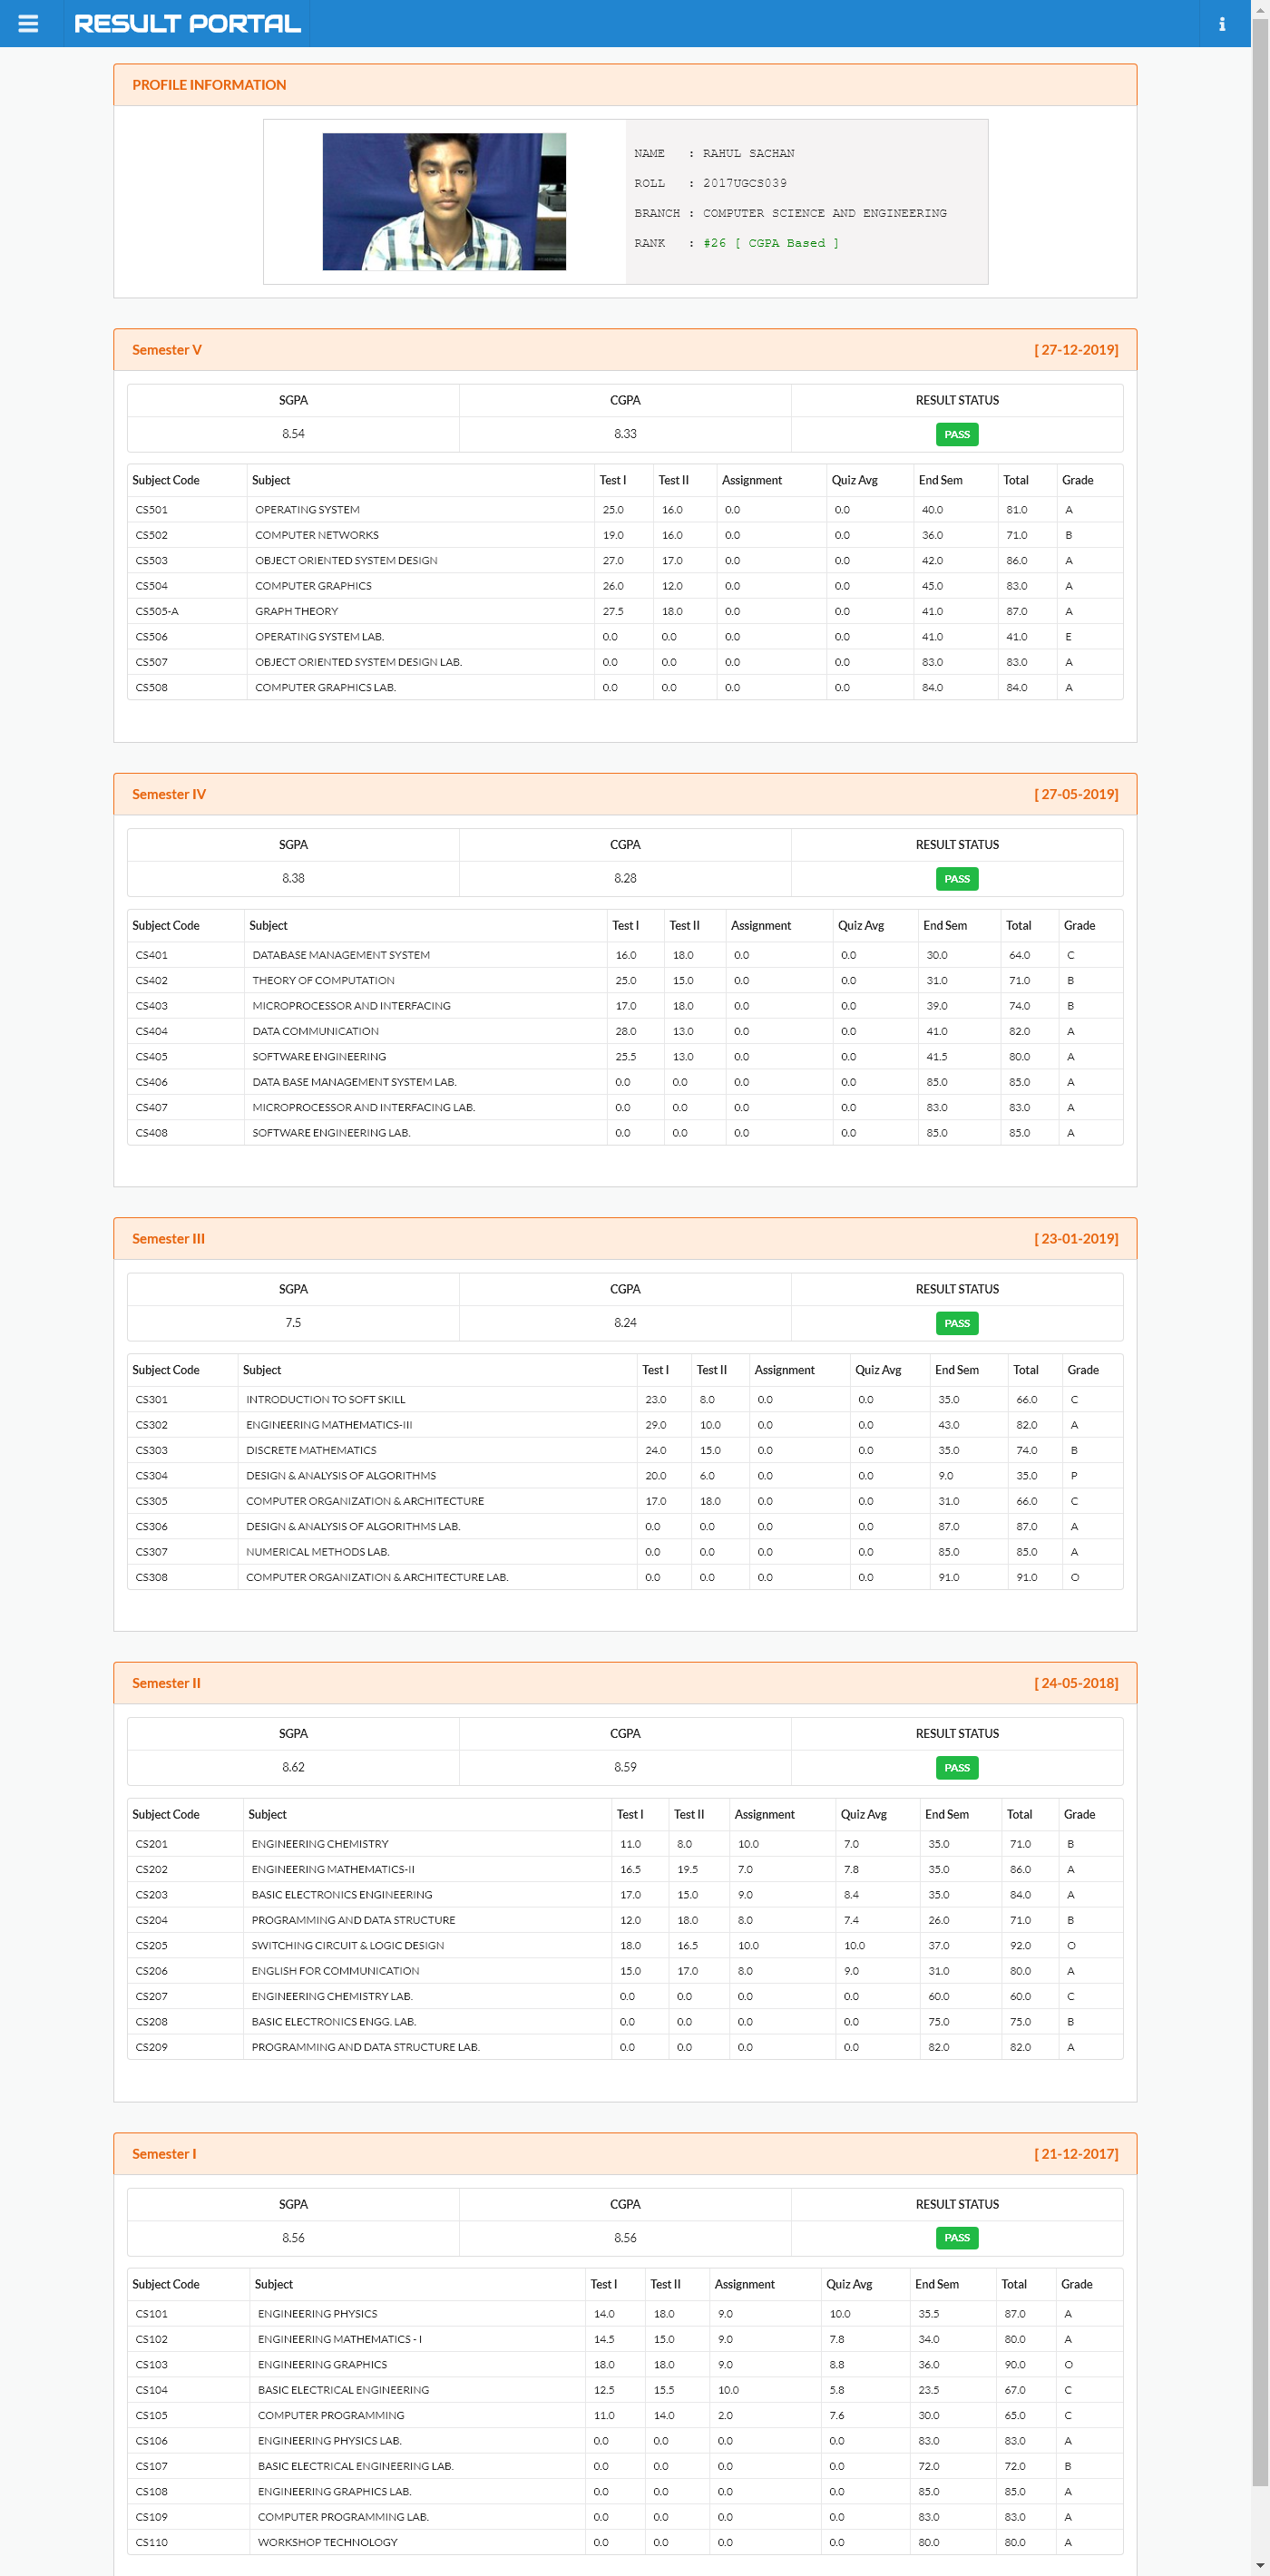 RESULT PORTAL
PROFILE INFORMATION
NAME : RAHUL SACHAN
ROLL : 2017UGCS039
BRANCH : COMPUTER SCIENCE AND ENGINEERING
RANK : #26 [ CGPA Based ]
Semester V [ 27-12-2019]
SGPA CGPA RESULT STATUS
8.54 8.33 PASS
Subject Code Subject Test I Test II Assignment Quiz Avg End Sem Total Grade
CS501 OPERATING SYSTEM 25.0 16.0 0.0 0.0 40.0 81.0 A
CS502 COMPUTER NETWORKS 19.0 16.0 0.0 0.0 36.0 71.0 B
CS503 OBJECT ORIENTED SYSTEM DESIGN 27.0 17.0 0.0 0.0 42.0 86.0 A
CS504 COMPUTER GRAPHICS 26.0 12.0 0.0 0.0 45.0 83.0 A
CS505-A GRAPH THEORY 27.5 18.0 0.0 0.0 41.0 87.0 A
CS506 OPERATING SYSTEM LAB. 0.0 0.0 0.0 0.0 41.0 41.0 E
CS507 OBJECT ORIENTED SYSTEM DESIGN LAB. 0.0 0.0 0.0 0.0 83.0 83.0 A
CS508 COMPUTER GRAPHICS LAB. 0.0 0.0 0.0 0.0 84.0 84.0 A
Semester IV [ 27-05-2019]
SGPA CGPA RESULT STATUS
8.38 8.28 PASS
Subject Code Subject Test I Test II Assignment Quiz Avg End Sem Total Grade
CS401 DATABASE MANAGEMENT SYSTEM 16.0 18.0 0.0 0.0 30.0 64.0 C
CS402 THEORY OF COMPUTATION 25.0 15.0 0.0 0.0 31.0 71.0 B
CS403 MICROPROCESSOR AND INTERFACING 17.0 18.0 0.0 0.0 39.0 74.0 B
CS404 DATA COMMUNICATION 28.0 13.0 0.0 0.0 41.0 82.0 A
CS405 SOFTWARE ENGINEERING 25.5 13.0 0.0 0.0 41.5 80.0 A
CS406 DATA BASE MANAGEMENT SYSTEM LAB. 0.0 0.0 0.0 0.0 85.0 85.0 A
CS407 MICROPROCESSOR AND INTERFACING LAB. 0.0 0.0 0.0 0.0 83.0 83.0 A
CS408 SOFTWARE ENGINEERING LAB. 0.0 0.0 0.0 0.0 85.0 85.0 A
Semester III [ 23-01-2019]
SGPA CGPA RESULT STATUS
7.5 8.24 PASS
Subject Code Subject Test I Test II Assignment Quiz Avg End Sem Total Grade
CS301 INTRODUCTION TO SOFT SKILL 23.0 8.0 0.0 0.0 35.0 66.0 C
CS302 ENGINEERING MATHEMATICS-III 29.0 10.0 0.0 0.0 43.0 82.0 A
CS303 DISCRETE MATHEMATICS 24.0 15.0 0.0 0.0 35.0 74.0 B
CS304 DESIGN & ANALYSIS OF ALGORITHMS 20.0 6.0 0.0 0.0 9.0 35.0 P
CS305 COMPUTER ORGANIZATION & ARCHITECTURE 17.0 18.0 0.0 0.0 31.0 66.0 C
CS306 DESIGN & ANALYSIS OF ALGORITHMS LAB. 0.0 0.0 0.0 0.0 87.0 87.0 A
CS307 NUMERICAL METHODS LAB. 0.0 0.0 0.0 0.0 85.0 85.0 A
CS308 COMPUTER ORGANIZATION & ARCHITECTURE LAB. 0.0 0.0 0.0 0.0 91.0 91.0 O
Semester II [ 24-05-2018]
SGPA CGPA RESULT STATUS
8.62 8.59 PASS
Subject Code Subject Test I Test II Assignment Quiz Avg End Sem Total Grade
CS201 ENGINEERING CHEMISTRY 11.0 8.0 10.0 7.0 35.0 71.0 B
CS202 ENGINEERING MATHEMATICS-II 16.5 19.5 7.0 7.8 35.0 86.0 A
CS203 BASIC ELECTRONICS ENGINEERING 17.0 15.0 9.0 8.4 35.0 84.0 A
CS204 PROGRAMMING AND DATA STRUCTURE 12.0 18.0 8.0 7.4 26.0 71.0 B
CS205 SWITCHING CIRCUIT & LOGIC DESIGN 18.0 16.5 10.0 10.0 37.0 92.0 O
CS206 ENGLISH FOR COMMUNICATION 15.0 17.0 8.0 9.0 31.0 80.0 A
CS207 ENGINEERING CHEMISTRY LAB. 0.0 0.0 0.0 0.0 60.0 60.0 C
CS208 BASIC ELECTRONICS ENGG. LAB. 0.0 0.0 0.0 0.0 75.0 75.0 B
CS209 PROGRAMMING AND DATA STRUCTURE LAB. 0.0 0.0 0.0 0.0 82.0 82.0 A
Semester I [ 21-12-2017]
SGPA CGPA RESULT STATUS
8.56 8.56 PASS
Subject Code Subject Test I Test II Assignment Quiz Avg End Sem Total Grade
CS101 ENGINEERING PHYSICS 14.0 18.0 9.0 10.0 35.5 87.0 A
CS102 ENGINEERING MATHEMATICS - I 14.5 15.0 9.0 7.8 34.0 80.0 A
CS103 ENGINEERING GRAPHICS 18.0 18.0 9.0 8.8 36.0 90.0 O
CS104 BASIC ELECTRICAL ENGINEERING 12.5 15.5 10.0 5.8 23.5 67.0 C
CS105 COMPUTER PROGRAMMING 11.0 14.0 2.0 7.6 30.0 65.0 C
CS106 ENGINEERING PHYSICS LAB. 0.0 0.0 0.0 0.0 83.0 83.0 A
CS107 BASIC ELECTRICAL ENGINEERING LAB. 0.0 0.0 0.0 0.0 72.0 72.0 B
CS108 ENGINEERING GRAPHICS LAB. 0.0 0.0 0.0 0.0 85.0 85.0 A
CS109 COMPUTER PROGRAMMING LAB. 0.0 0.0 0.0 0.0 83.0 83.0 A
CS110 WORKSHOP TECHNOLOGY 0.0 0.0 0.0 0.0 80.0 80.0 A